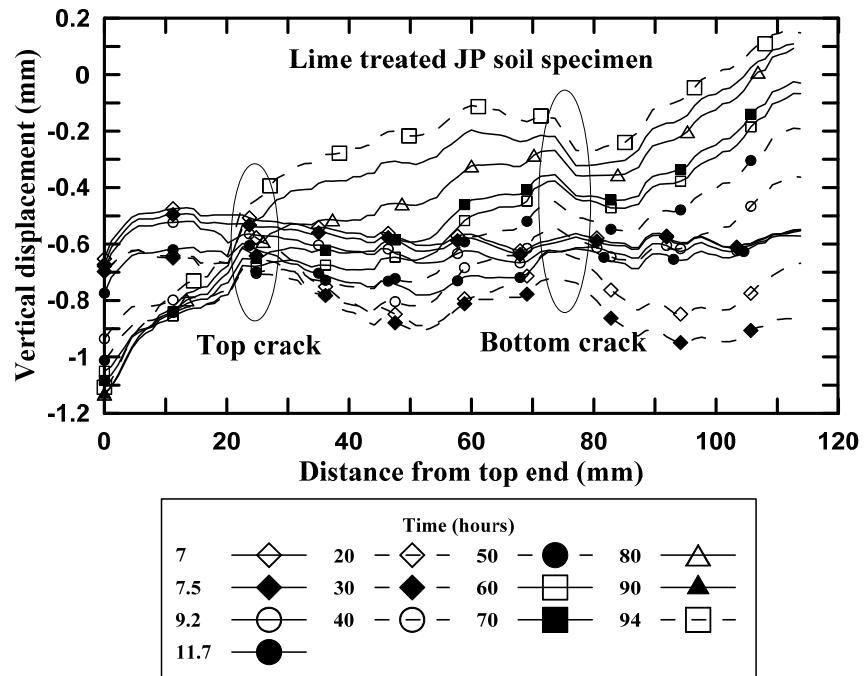 0.2
0
-0.2
-0.4
-0.6
-0.8
-1
-1.2
Vertical displacement (mm)
Lime treated JP soil specimen
Top crack
Bottom crack
0 20 40 60 80 100 120
Distance from top end (mm)
Time (hours)
7 20 50 80
7.5 30 60 90
9.2 40 70 94
11.7